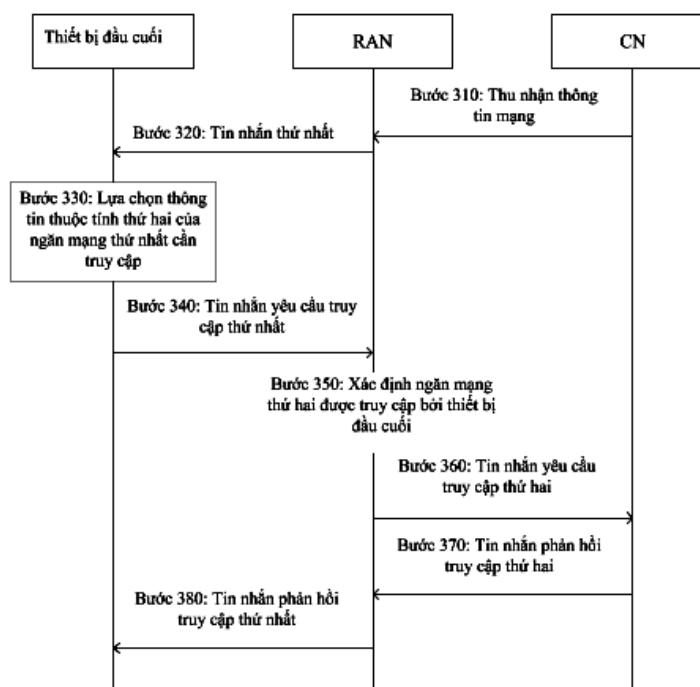 Thiết bị đầu cuối
RAN
CN
Bước 310: Thu nhận thông
tin mạng
Bước 320: Tin nhắn thứ nhất
Bước 330: Lựa chọn thông
tin thuộc tính thứ hai của
ngăn mạng thứ nhất cần
truy cập
Bước 340: Tin nhắn yêu cầu truy
cập thứ nhất
Bước 350: Xác định ngăn mạng
thứ hai được truy cập bởi thiết bị
đầu cuối
Bước 360: Tin nhắn yêu cầu
truy cập thứ hai
Bước 370: Tin nhắn phản hồi
truy cập thứ hai
Bước 380: Tin nhắn phản hồi
truy cập thứ nhất